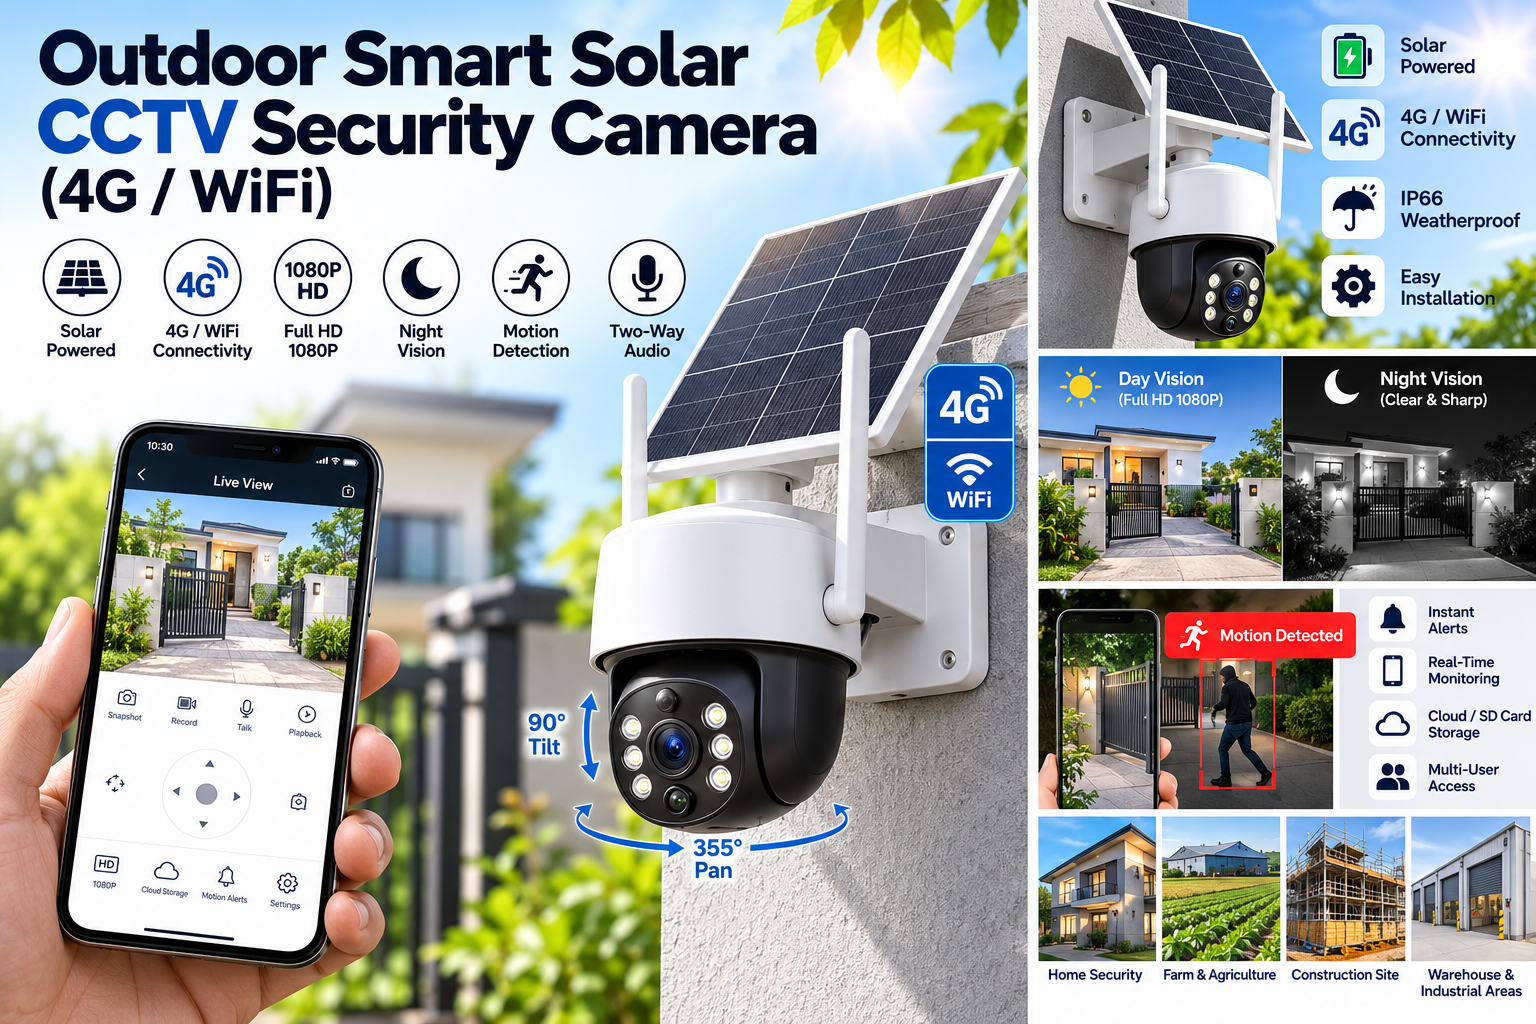 Outdoor Smart Solar
CCTV Security Camera
(4G / WiFi)
1080P
HD
4G
Solar
Powered
4G / WiFi
Connectivity
Full HD
1080P
Night
Vision
Motion
Detection
Two-Way
Audio
10:30
Live View
Snapshot
Record
Talk
Playback
HD
1080P
Cloud Storage
Motion Alerts
Settings
4G
WiFi
90°
Tilt
355°
Pan
Solar
Powered
4G
4G / WiFi
Connectivity
IP66
Weatherproof
Easy
Installation
Day Vision
(Full HD 1080P)
Night Vision
(Clear & Sharp)
Motion Detected
Instant
Alerts
Real-Time
Monitoring
Cloud / SD Card
Storage
Multi-User
Access
Home Security
Farm & Agriculture
Construction Site
Warehouse &
Industrial Areas